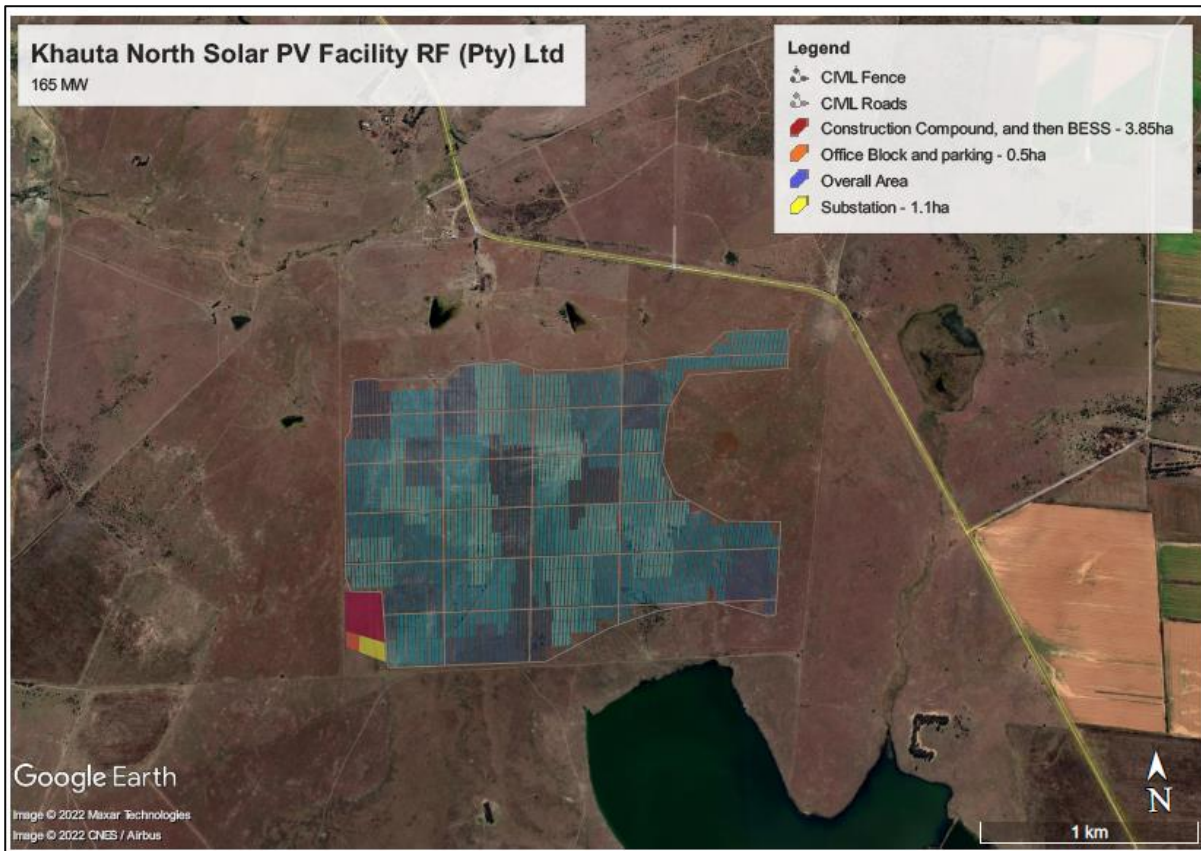 Khauta North Solar PV Facility RF (Pty) Ltd
165 MW
Legend
CIVIL Fence
CIVIL Roads
Construction Compound, and then BESS - 3.85ha
Office Block and parking - 0.5ha
Overall Area
Substation - 1.1ha
Google Earth
Image © 2022 Maxar Technologies
Image © 2022 CNES / Airbus
N
1 km